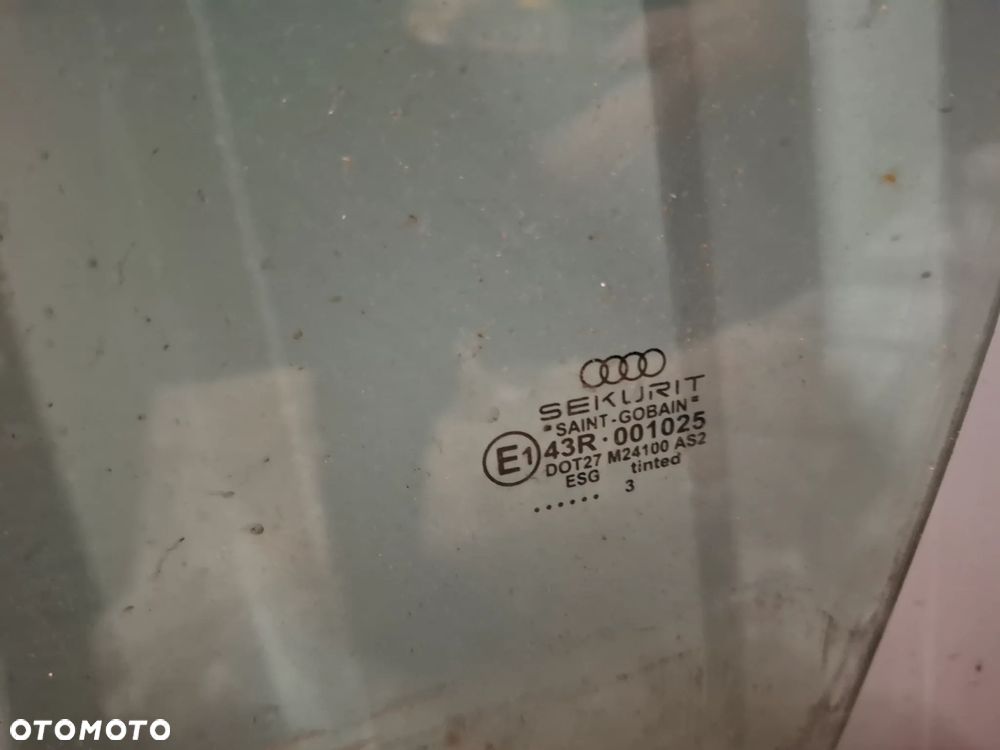 SEKURIT
"SAINT-GOBAIN"
E1 43R·001025
DOT27 M24100 AS2
ESG tinted
...... 3
OTOMOTO